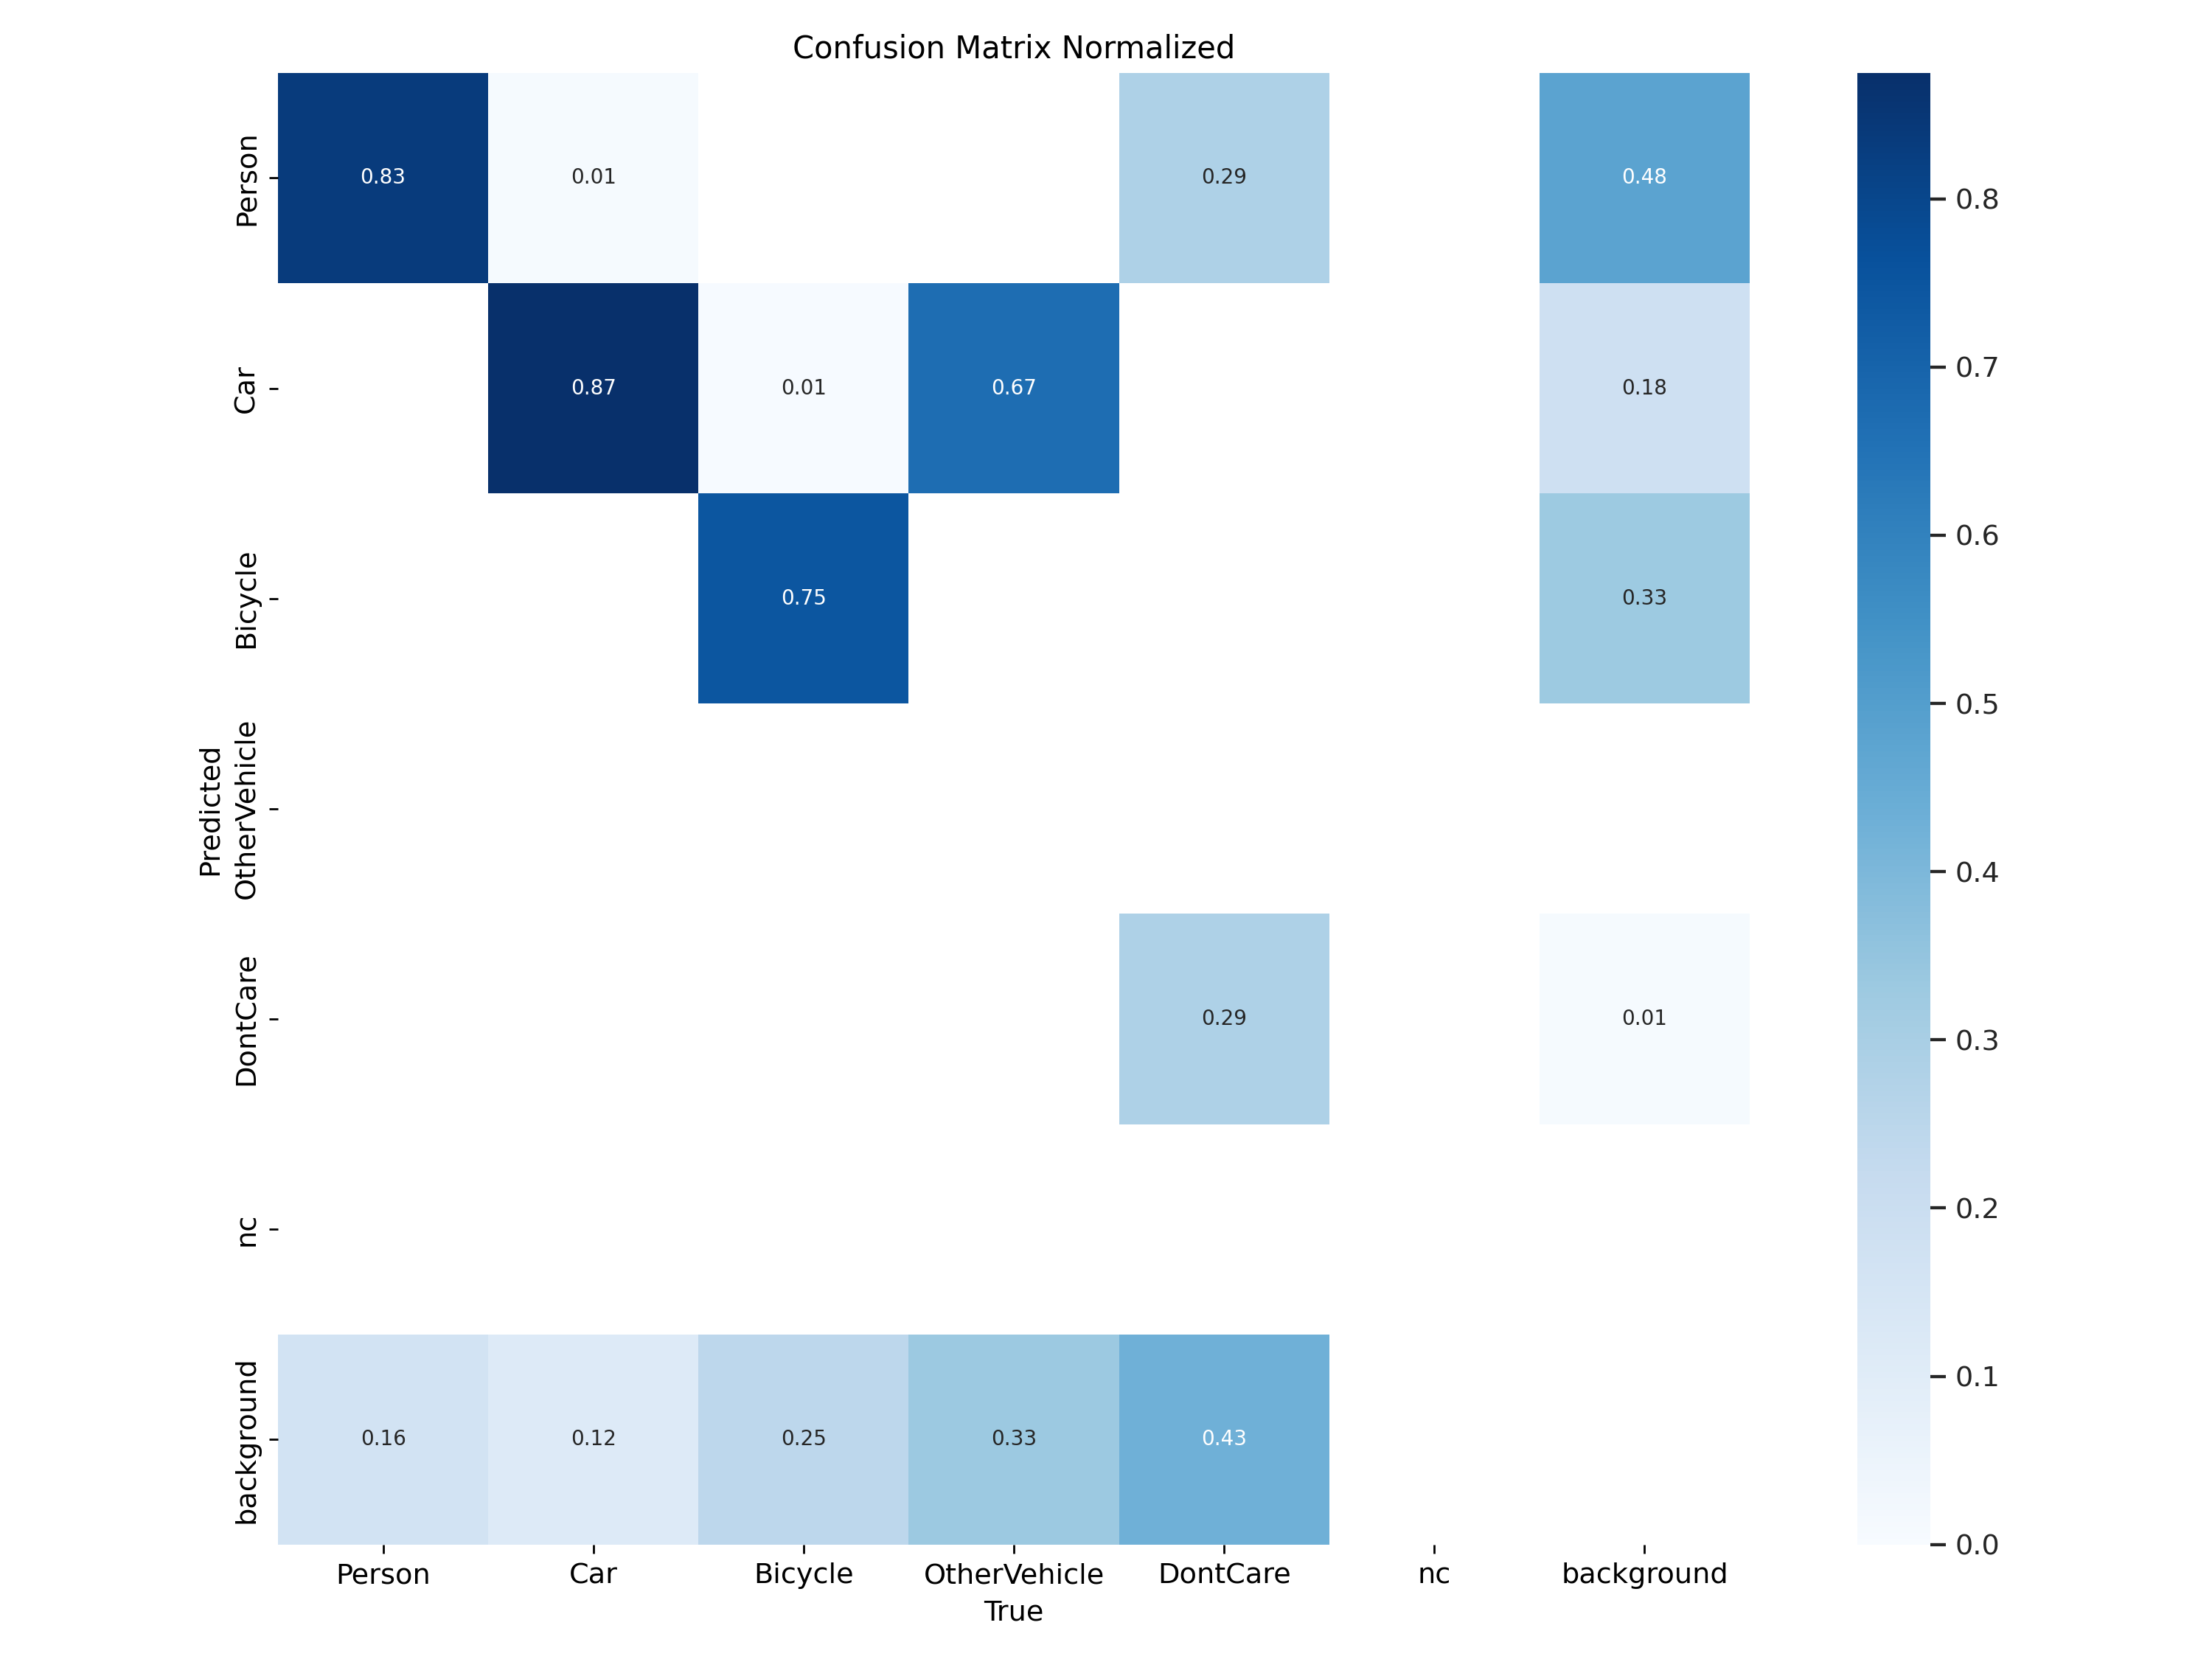 Confusion Matrix Normalized
Person
0.83
0.01
0.29
0.48
Car
0.87
0.01
0.67
0.18
Bicycle
0.75
0.33
Predicted
OtherVehicle
DontCare
0.29
0.01
nc
background
0.16
0.12
0.25
0.33
0.43
Person
Car
Bicycle
OtherVehicle
DontCare
nc
background
True
0.8
0.7
0.6
0.5
0.4
0.3
0.2
0.1
0.0